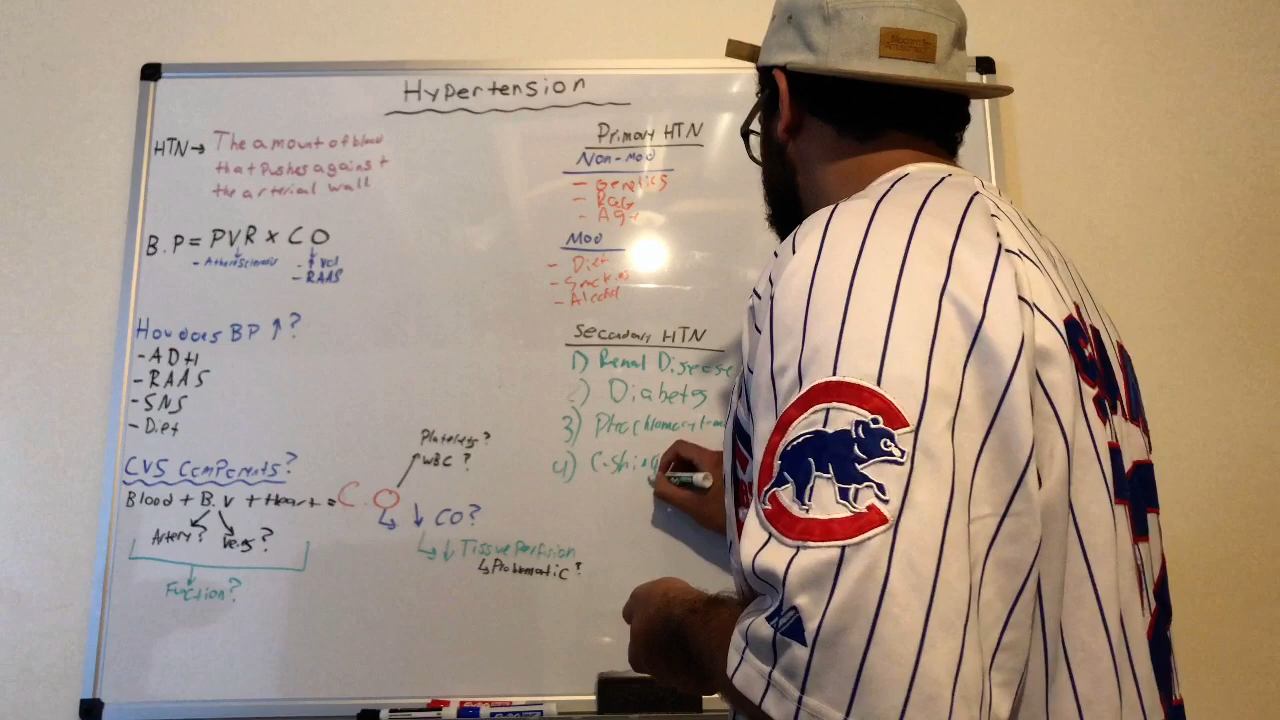 Hypertension
HTN→ The amount of blood
that pushes against
the arterial wall
B.P = PVR x CO
- Atherosclerosis
- ↑ Vol
- RAAS
How does BP ↑?
- ADH
- RAAS
- SNS
- Diet
CVS Components?
Blood + B.V + Heart = C.O
Artery? Veins?
Function?
Platelets?
WBC?
↓ CO?
↓ Tissue Perfusion
↳ Problematic?
Primary HTN
Non-Mod
- Genetics
- Race
- Age
Mod
- Diet
- Smoking
- Alcohol
Secondary HTN
1) Renal Disease
2) Diabetes
3)
4) Cushing